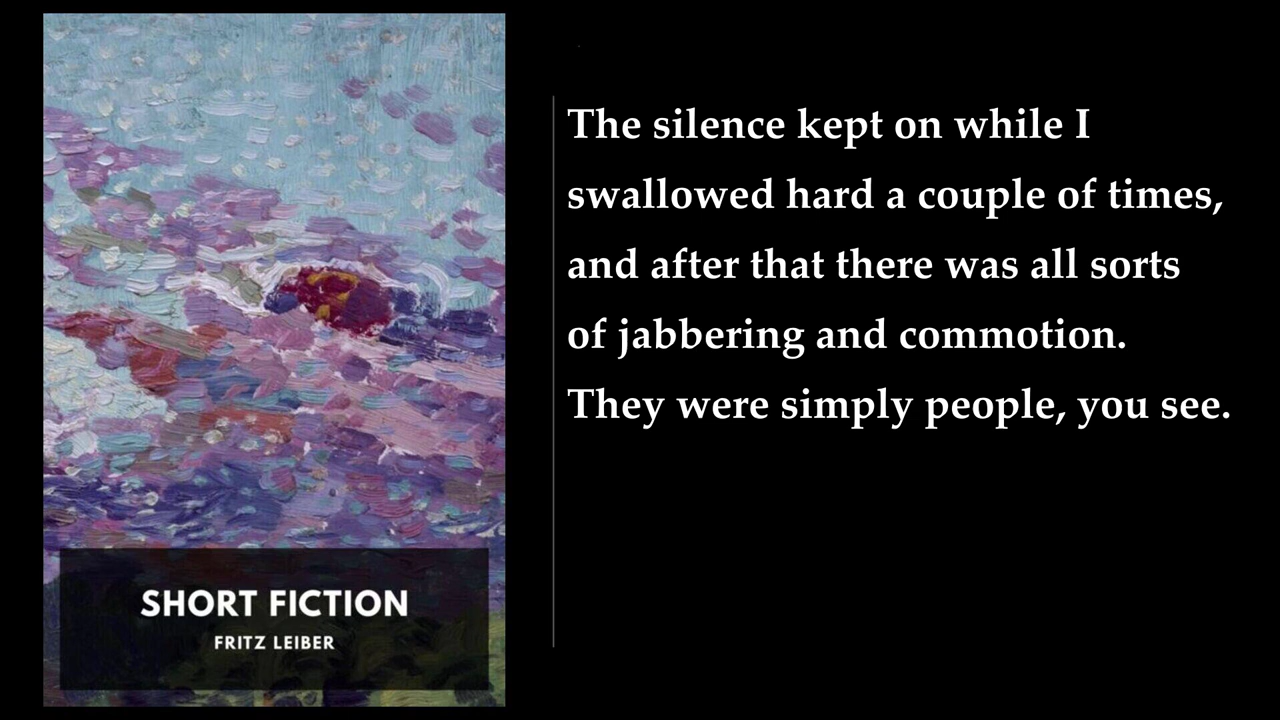 The silence kept on while I
swallowed hard a couple of times,
and after that there was all sorts
of jabbering and commotion.
They were simply people, you see.
SHORT FICTION
FRITZ LEIBER